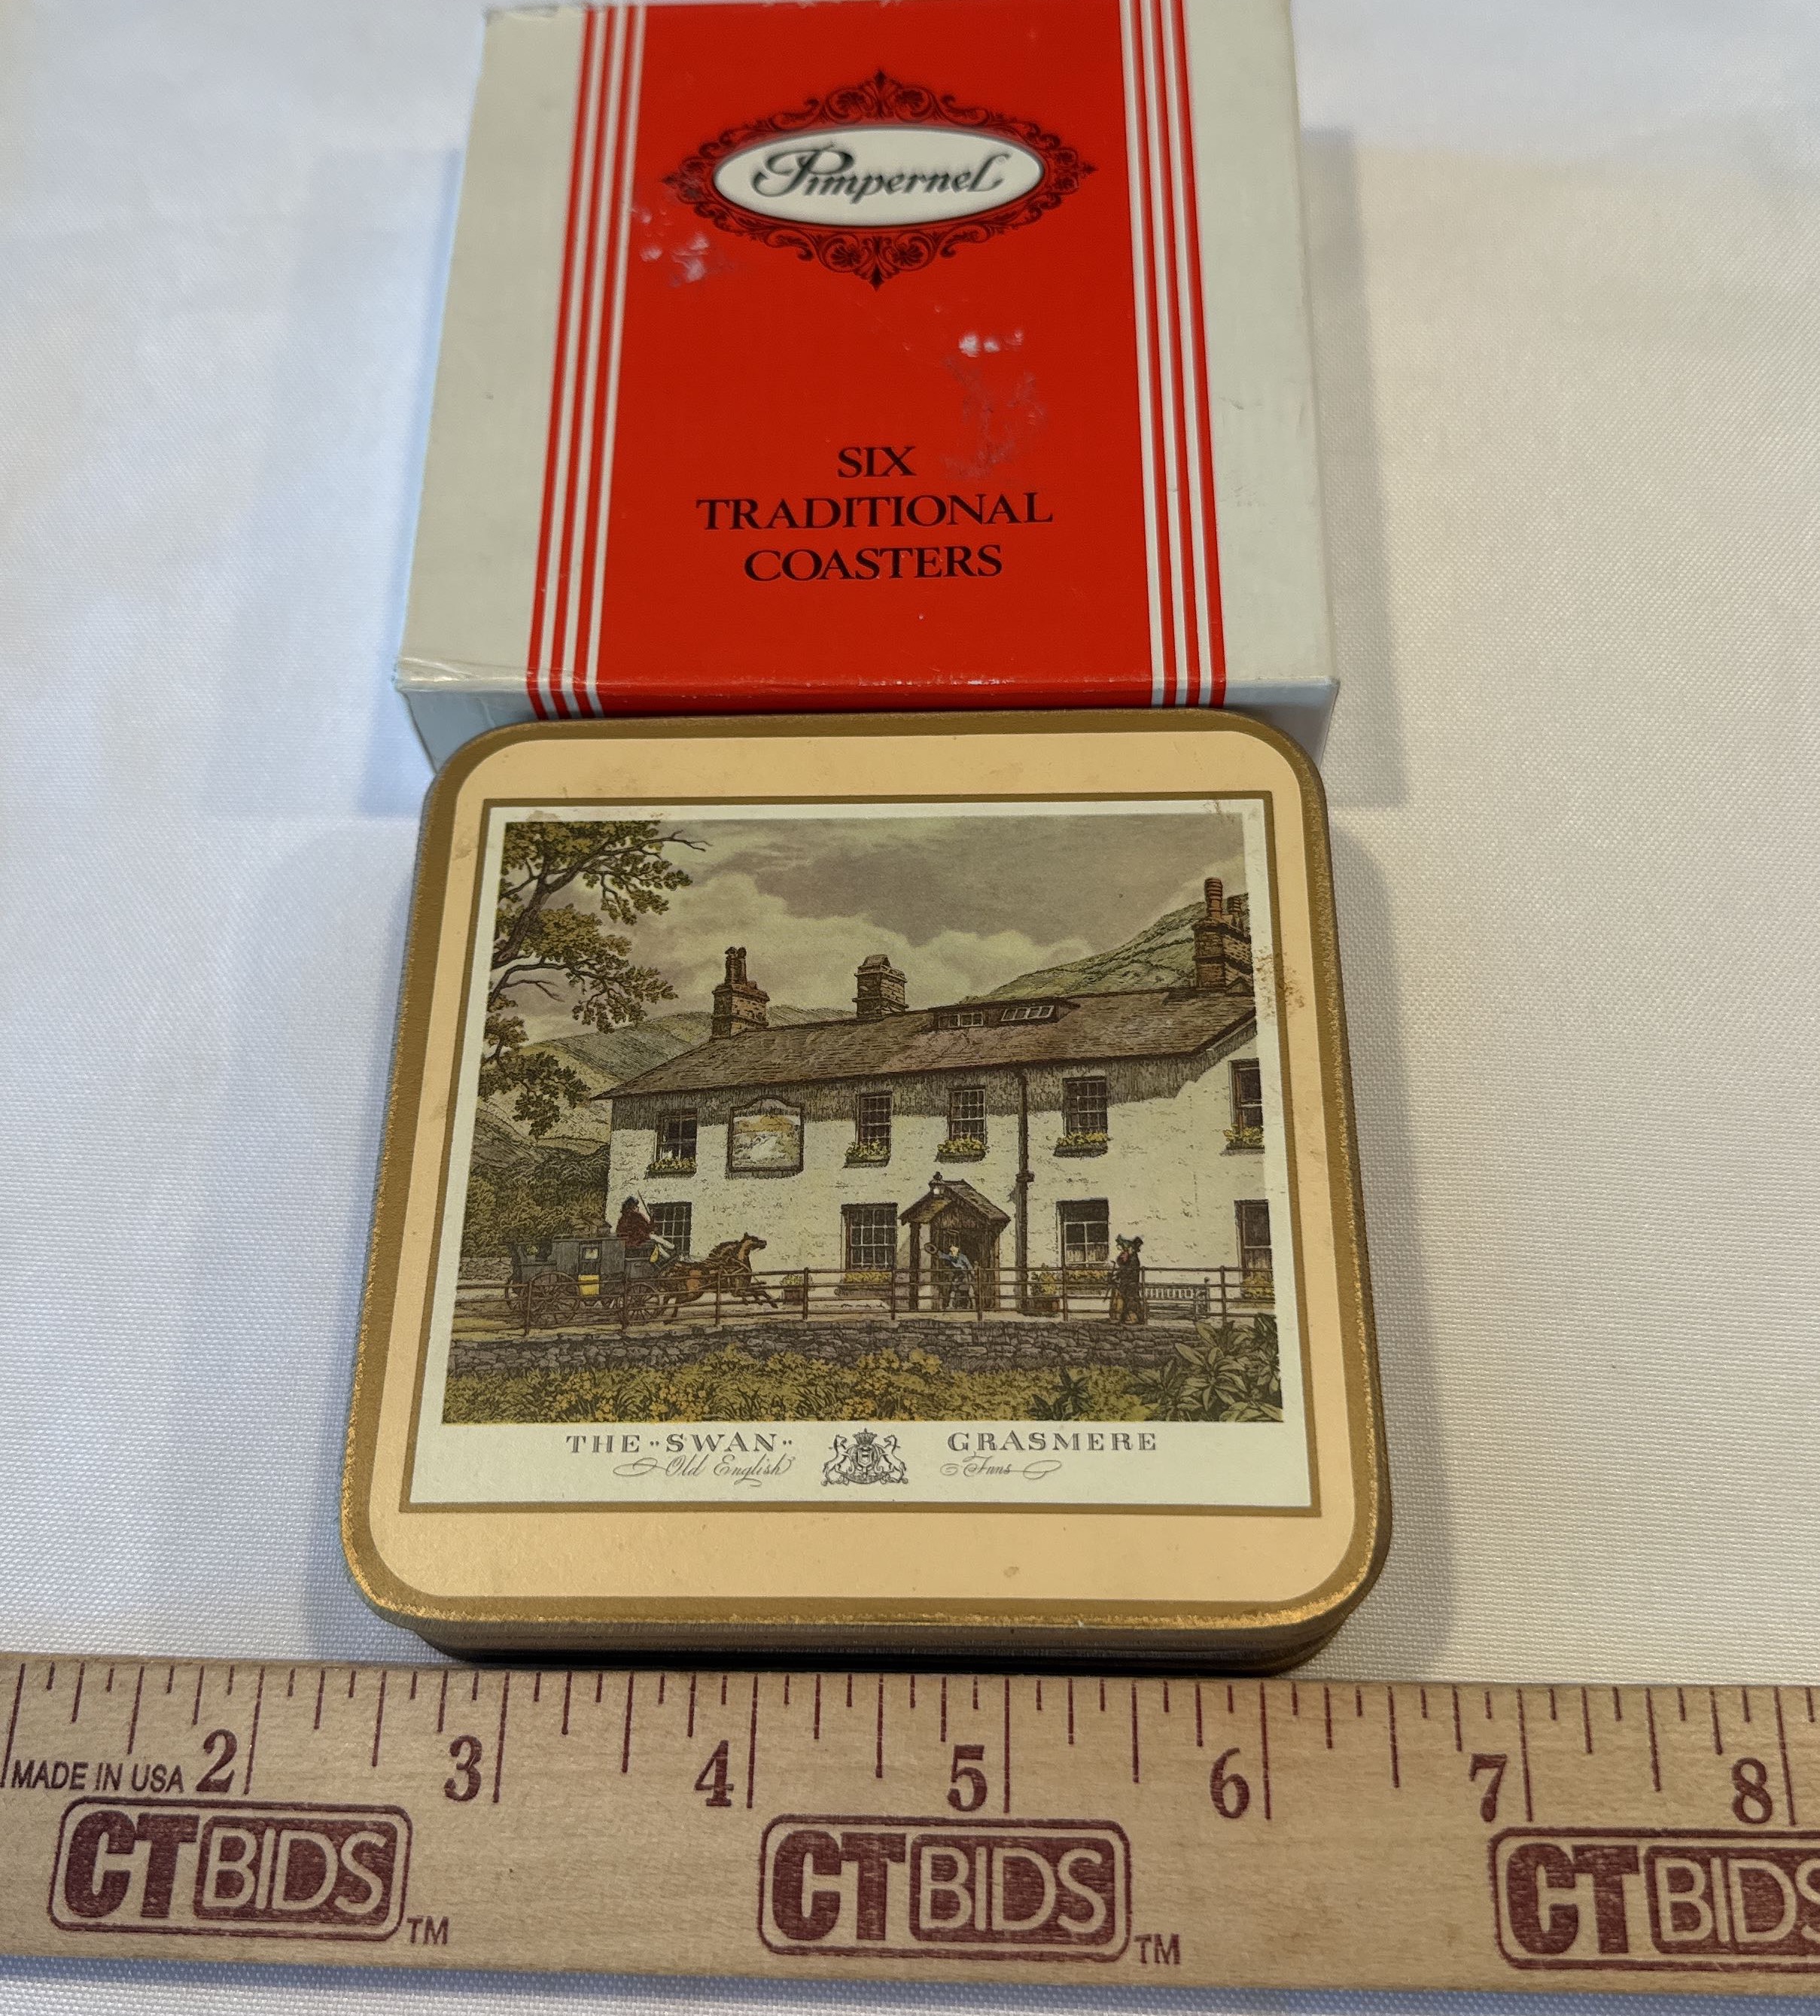 Pimpernel
SIX
TRADITIONAL
COASTERS
THE "SWAN" GRASMERE
Old English Inns
2 3 4 5 6 7 8
MADE IN USA
CTBIDS TM CTBIDS TM CTBIDS